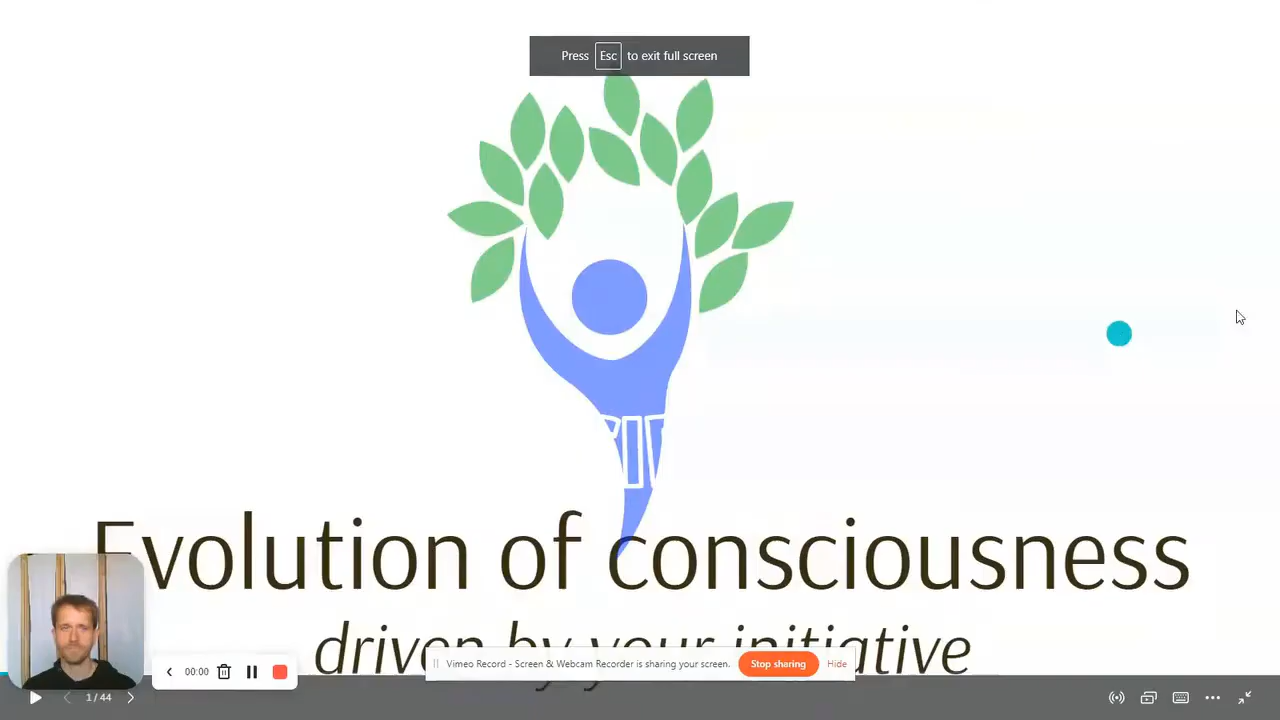 Press Esc to exit full screen
Evolution of consciousness
driven by your initiative
Vimeo Record - Screen & Webcam Recorder is sharing your screen.
Stop sharing
Hide
00:00
1 / 44